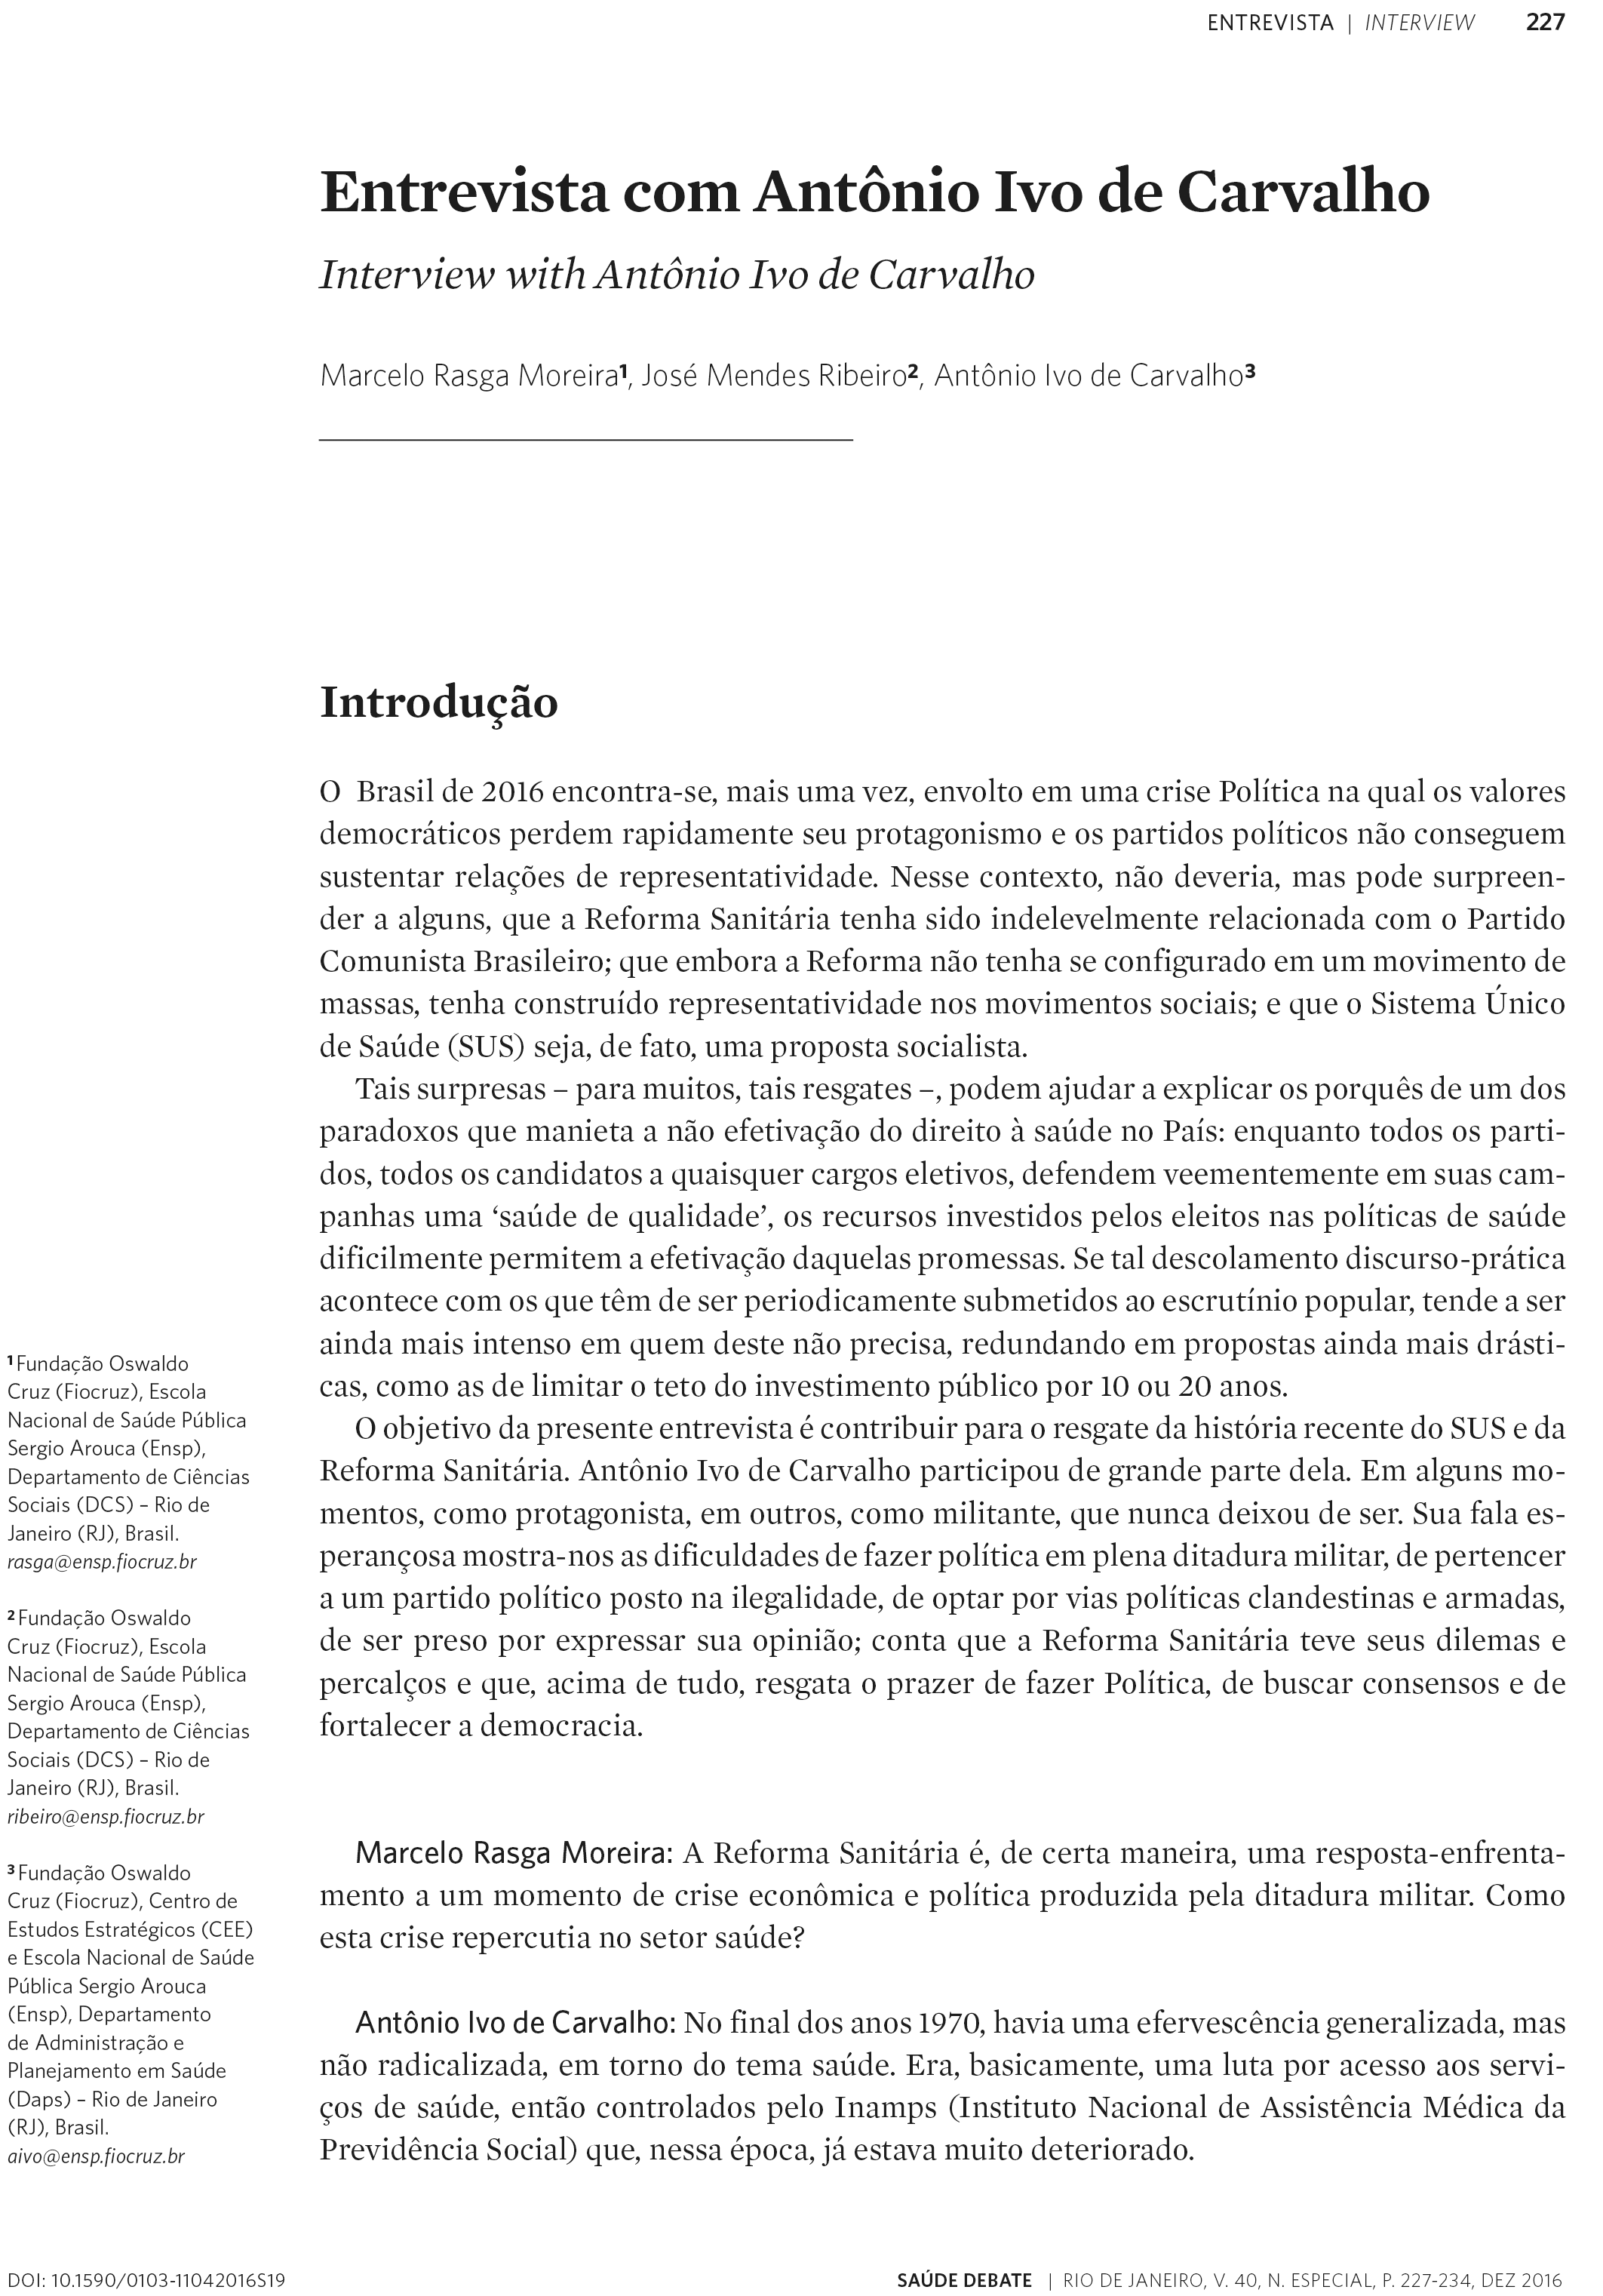 ENTREVISTA | INTERVIEW 227
Entrevista com Antônio Ivo de Carvalho
Interview with Antônio Ivo de Carvalho
Marcelo Rasga Moreira1, José Mendes Ribeiro2, Antônio Ivo de Carvalho3
Introdução
O Brasil de 2016 encontra-se, mais uma vez, envolto em uma crise Política na qual os valores
democráticos perdem rapidamente seu protagonismo e os partidos políticos não conseguem
sustentar relações de representatividade. Nesse contexto, não deveria, mas pode surpreen-
der a alguns, que a Reforma Sanitária tenha sido indelevelmente relacionada com o Partido
Comunista Brasileiro; que embora a Reforma não tenha se configurado em um movimento de
massas, tenha construído representatividade nos movimentos sociais; e que o Sistema Único
de Saúde (SUS) seja, de fato, uma proposta socialista.
Tais surpresas – para muitos, tais resgates –, podem ajudar a explicar os porquês de um dos
paradoxos que manieta a não efetivação do direito à saúde no País: enquanto todos os parti-
dos, todos os candidatos a quaisquer cargos eletivos, defendem veementemente em suas cam-
panhas uma ‘saúde de qualidade’, os recursos investidos pelos eleitos nas políticas de saúde
dificilmente permitem a efetivação daquelas promessas. Se tal descolamento discurso-prática
acontece com os que têm de ser periodicamente submetidos ao escrutínio popular, tende a ser
ainda mais intenso em quem deste não precisa, redundando em propostas ainda mais drásti-
cas, como as de limitar o teto do investimento público por 10 ou 20 anos.
O objetivo da presente entrevista é contribuir para o resgate da história recente do SUS e da
Reforma Sanitária. Antônio Ivo de Carvalho participou de grande parte dela. Em alguns mo-
mentos, como protagonista, em outros, como militante, que nunca deixou de ser. Sua fala es-
perançosa mostra-nos as dificuldades de fazer política em plena ditadura militar, de pertencer
a um partido político posto na ilegalidade, de optar por vias políticas clandestinas e armadas,
de ser preso por expressar sua opinião; conta que a Reforma Sanitária teve seus dilemas e
percalços e que, acima de tudo, resgata o prazer de fazer Política, de buscar consensos e de
fortalecer a democracia.
Marcelo Rasga Moreira: A Reforma Sanitária é, de certa maneira, uma resposta-enfrenta-
mento a um momento de crise econômica e política produzida pela ditadura militar. Como
esta crise repercutia no setor saúde?
Antônio Ivo de Carvalho: No final dos anos 1970, havia uma efervescência generalizada, mas
não radicalizada, em torno do tema saúde. Era, basicamente, uma luta por acesso aos servi-
ços de saúde, então controlados pelo Inamps (Instituto Nacional de Assistência Médica da
Previdência Social) que, nessa época, já estava muito deteriorado.
1 Fundação Oswaldo
Cruz (Fiocruz), Escola
Nacional de Saúde Pública
Sergio Arouca (Ensp),
Departamento de Ciências
Sociais (DCS) – Rio de
Janeiro (RJ), Brasil.
rasga@ensp.fiocruz.br
2 Fundação Oswaldo
Cruz (Fiocruz), Escola
Nacional de Saúde Pública
Sergio Arouca (Ensp),
Departamento de Ciências
Sociais (DCS) – Rio de
Janeiro (RJ), Brasil.
ribeiro@ensp.fiocruz.br
3 Fundação Oswaldo
Cruz (Fiocruz), Centro de
Estudos Estratégicos (CEE)
e Escola Nacional de Saúde
Pública Sergio Arouca
(Ensp), Departamento
de Administração e
Planejamento em Saúde
(Daps) – Rio de Janeiro
(RJ), Brasil.
aivo@ensp.fiocruz.br
DOI: 10.1590/0103-11042016S19
SAÚDE DEBATE | RIO DE JANEIRO, V. 40, N. ESPECIAL, P. 227-234, DEZ 2016